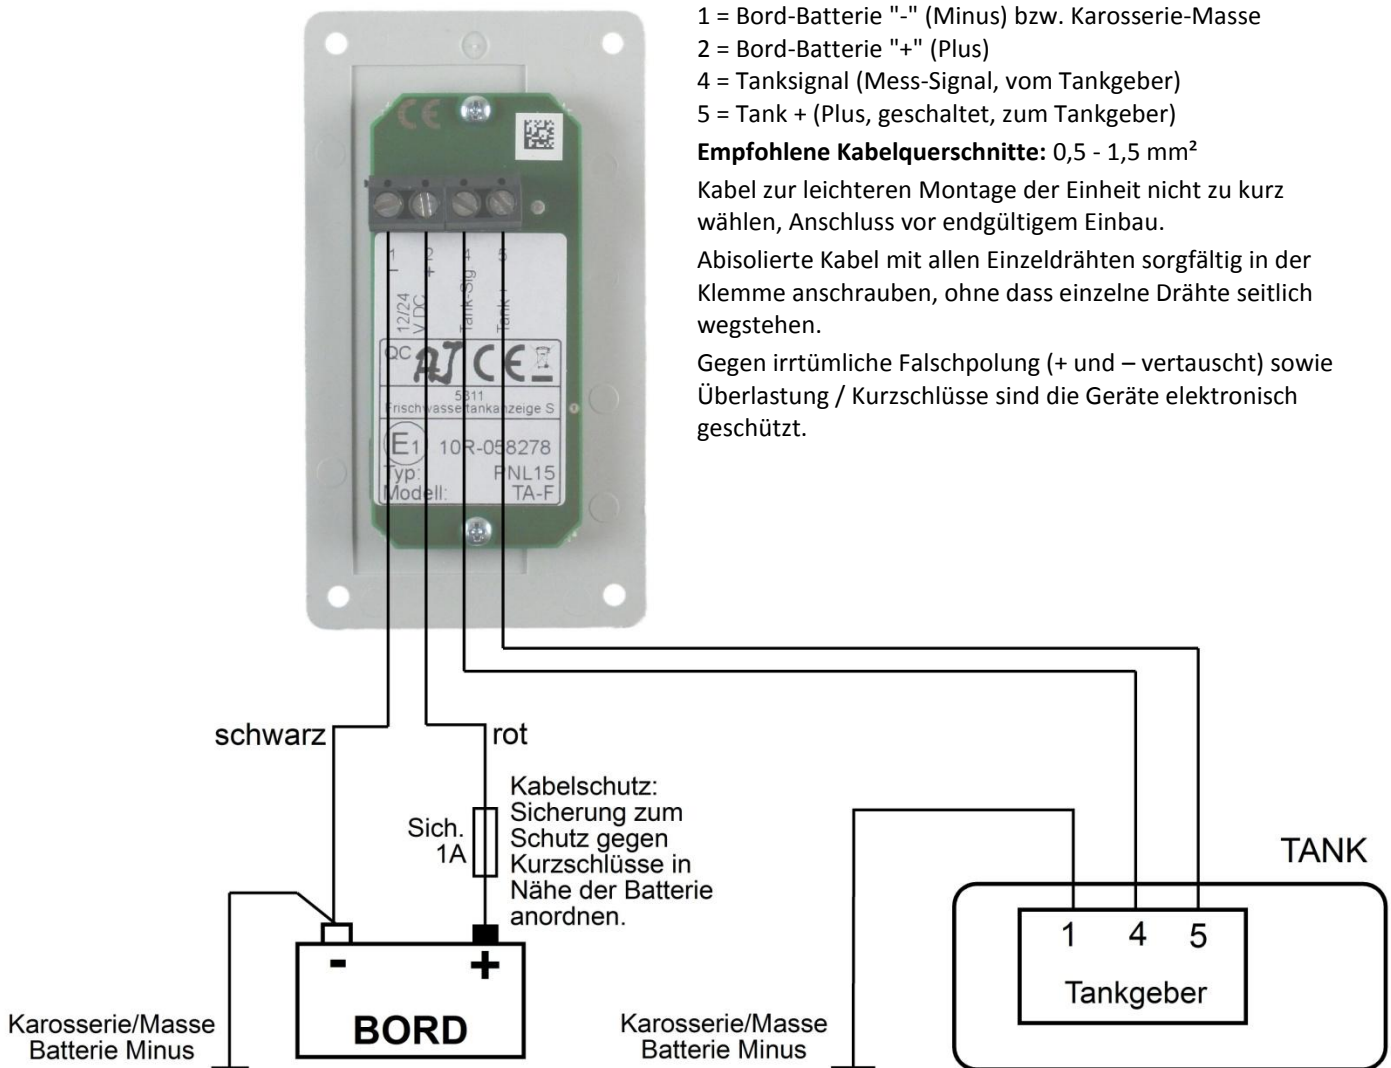 1 = Bord-Batterie "-" (Minus) bzw. Karosserie-Masse
2 = Bord-Batterie "+" (Plus)
4 = Tanksignal (Mess-Signal, vom Tankgeber)
5 = Tank + (Plus, geschaltet, zum Tankgeber)
Empfohlene Kabelquerschnitte: 0,5 - 1,5 mm²
Kabel zur leichteren Montage der Einheit nicht zu kurz
wählen, Anschluss vor endgültigem Einbau.
Abisolierte Kabel mit allen Einzeldrähten sorgfältig in der
Klemme anschrauben, ohne dass einzelne Drähte seitlich
wegstehen.
Gegen irrtümliche Falschpolung (+ und – vertauscht) sowie
Überlastung / Kurzschlüsse sind die Geräte elektronisch
geschützt.
CE
1 2 4 5
- +
12/24
V DC
Tank-Sig
Tank +
QC AJ CE
5311
Frischwassertankanzeige S
E1 10R-058278
Typ: PNL15
Modell: TA-F
schwarz
rot
Kabelschutz:
Sicherung zum
Schutz gegen
Kurzschlüsse in
Nähe der Batterie
anordnen.
Sich.
1A
- +
BORD
Karosserie/Masse
Batterie Minus
Karosserie/Masse
Batterie Minus
TANK
1 4 5
Tankgeber